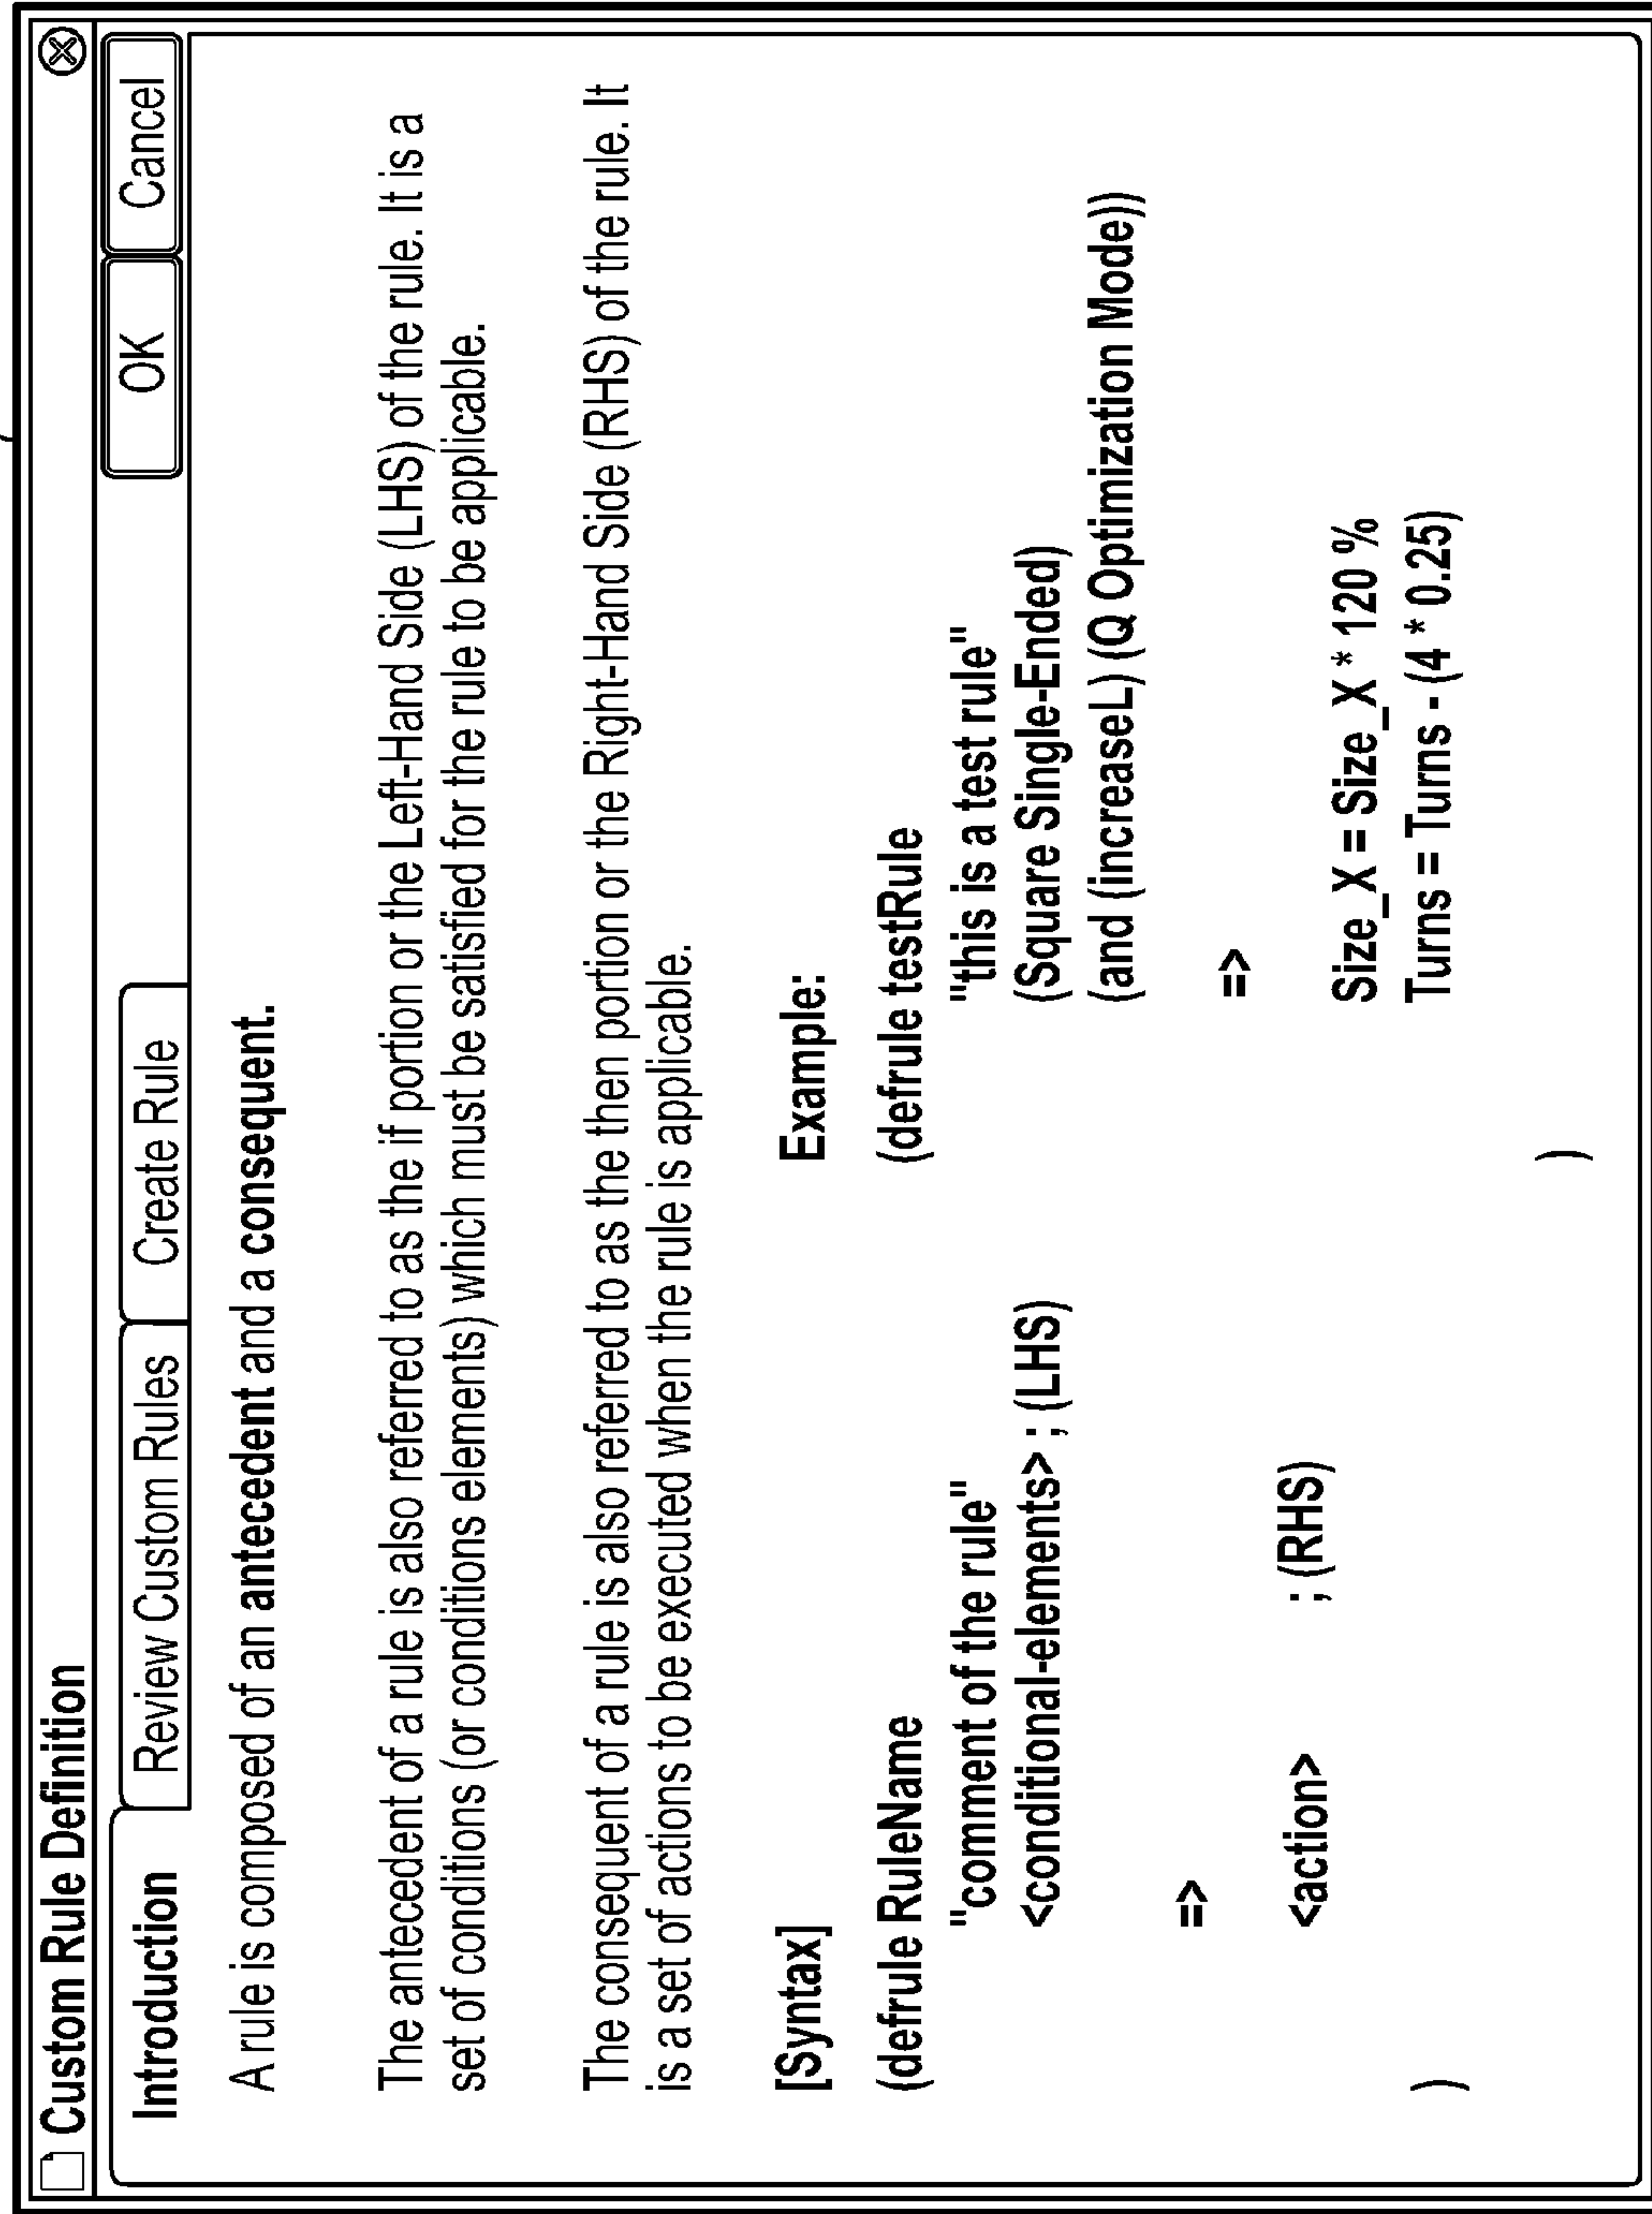 Custom Rule Definition
Introduction Review Custom Rules Create Rule OK Cancel
A rule is composed of an antecedent and a consequent.
The antecedent of a rule is also referred to as the if portion or the Left-Hand Side (LHS) of the rule. It is a
set of conditions (or conditions elements) which must be satisfied for the rule to be applicable.
The consequent of a rule is also referred to as the then portion or the Right-Hand Side (RHS) of the rule. It
is a set of actions to be executed when the rule is applicable.
[Syntax]
(defrule RuleName
"comment of the rule"
<conditional-elements> ; (LHS)
=>
<action> ; (RHS)
)
Example:
(defrule testRule
"this is a test rule"
(Square Single-Ended)
(and (increaseL) (Q Optimization Mode))
=>
Size_X = Size_X * 120 %
Turns = Turns - (4 * 0.25)
)